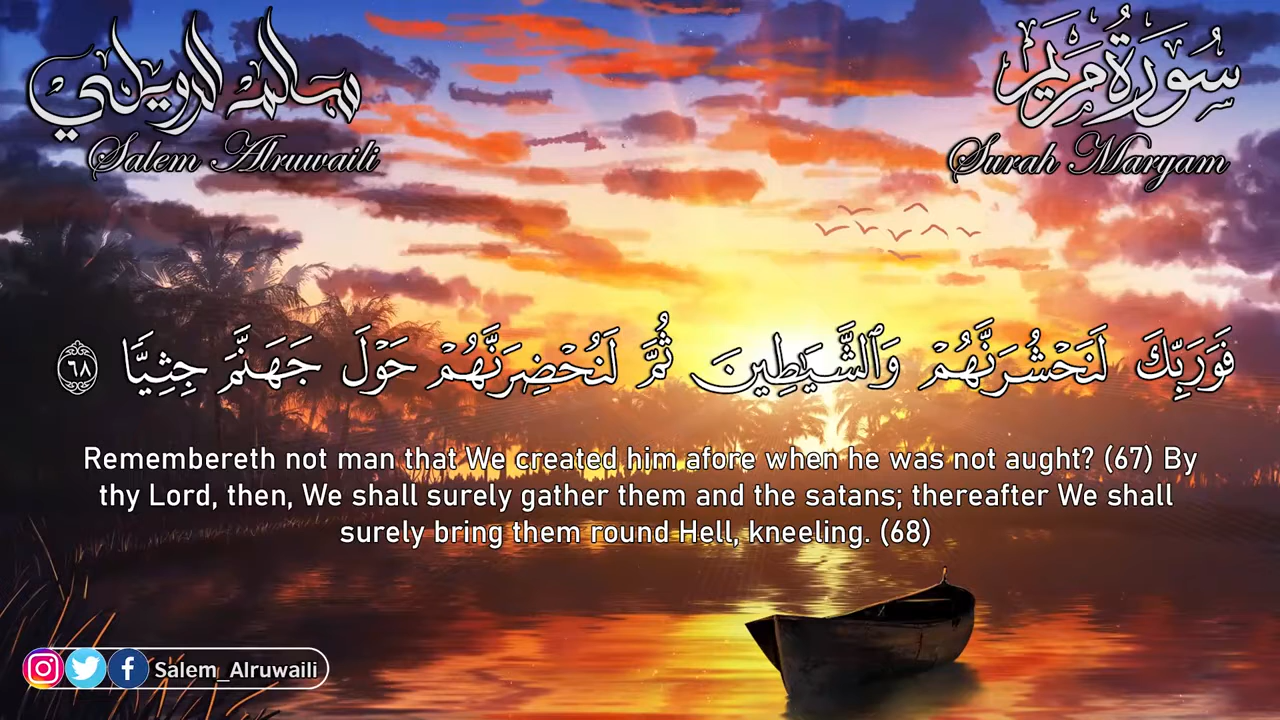 سالم الرويلي
Salem Alruwaili
سُورَةُ مَرْيَم
Surah Maryam
فَوَرَبِّكَ لَنَحْشُرَنَّهُمْ وَٱلشَّيَٰطِينَ ثُمَّ لَنُحْضِرَنَّهُمْ حَوْلَ جَهَنَّمَ جِثِيًّا ٦٨
Remembereth not man that We created him afore when he was not aught? (67) By
thy Lord, then, We shall surely gather them and the satans; thereafter We shall
surely bring them round Hell, kneeling. (68)
Salem_Alruwaili